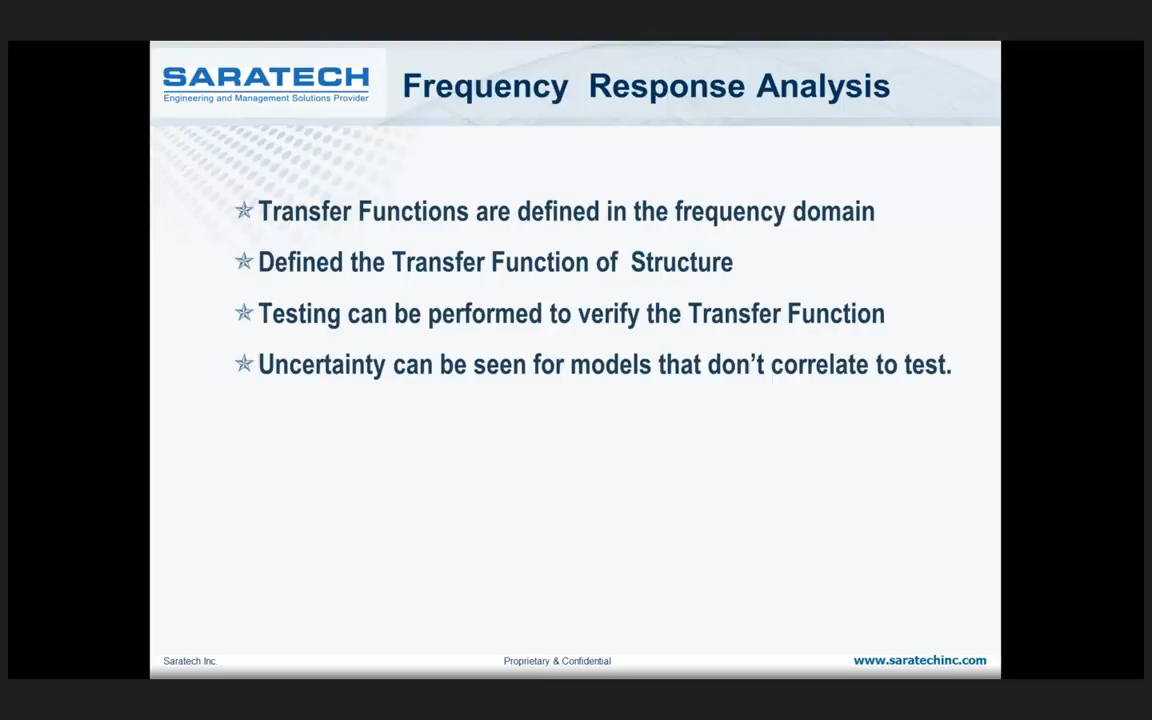 SARATECH
Engineering and Management Solutions Provider
Frequency Response Analysis
Transfer Functions are defined in the frequency domain
Defined the Transfer Function of Structure
Testing can be performed to verify the Transfer Function
Uncertainty can be seen for models that don’t correlate to test.
Saratech Inc.
Proprietary & Confidential
www.saratechinc.com